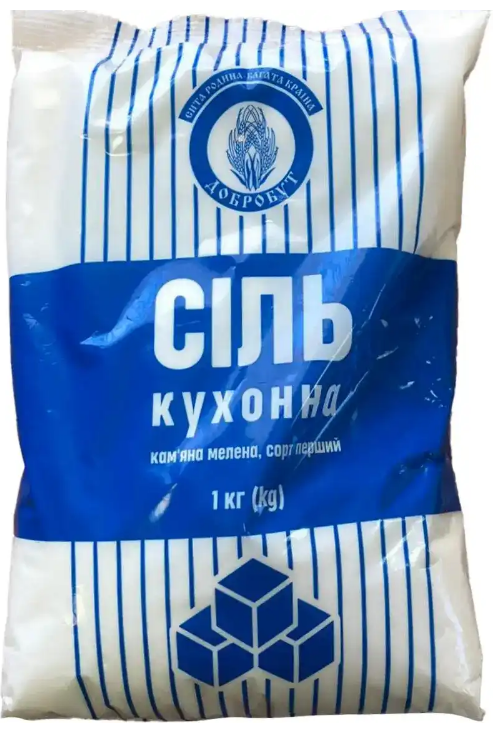 СИТА РОДИНА-БАГАТА КРАЇНА
ДОБРОБУТ
СІЛЬ
кухонна
кам'яна мелена, сорт перший
1 кг (kg)